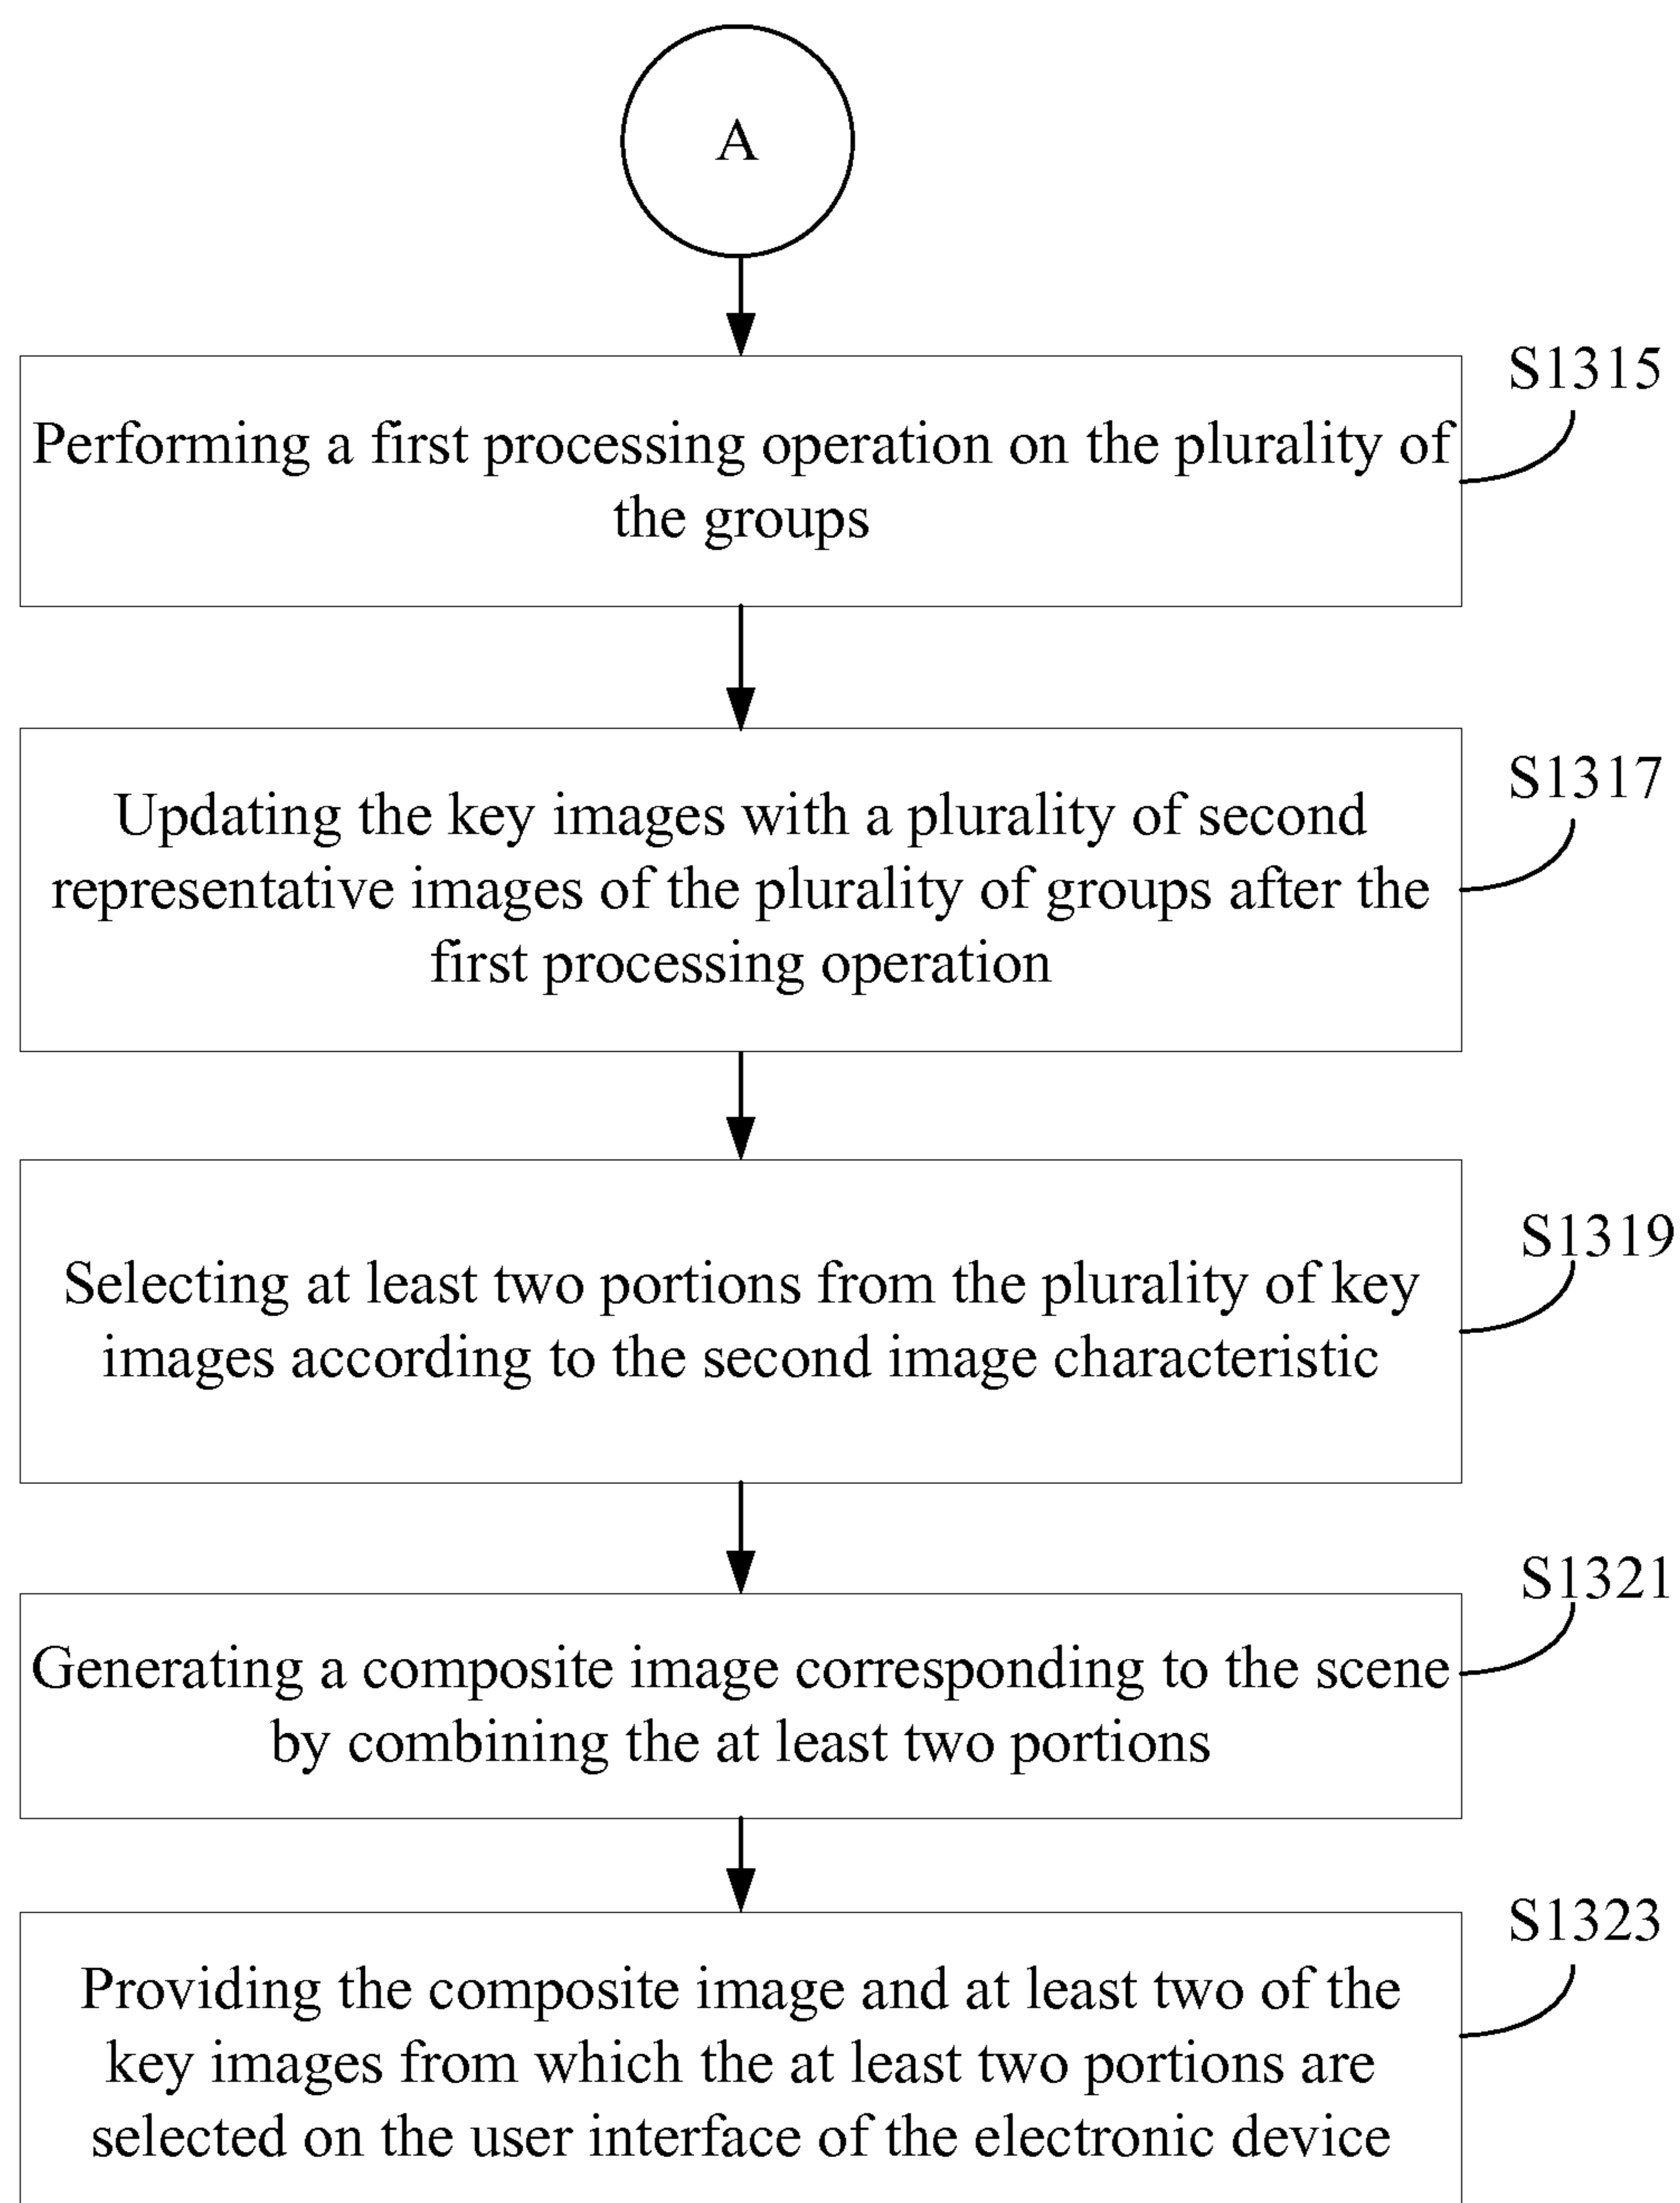 A
S1315
Performing a first processing operation on the plurality of
the groups
S1317
Updating the key images with a plurality of second
representative images of the plurality of groups after the
first processing operation
S1319
Selecting at least two portions from the plurality of key
images according to the second image characteristic
S1321
Generating a composite image corresponding to the scene
by combining the at least two portions
S1323
Providing the composite image and at least two of the
key images from which the at least two portions are
selected on the user interface of the electronic device